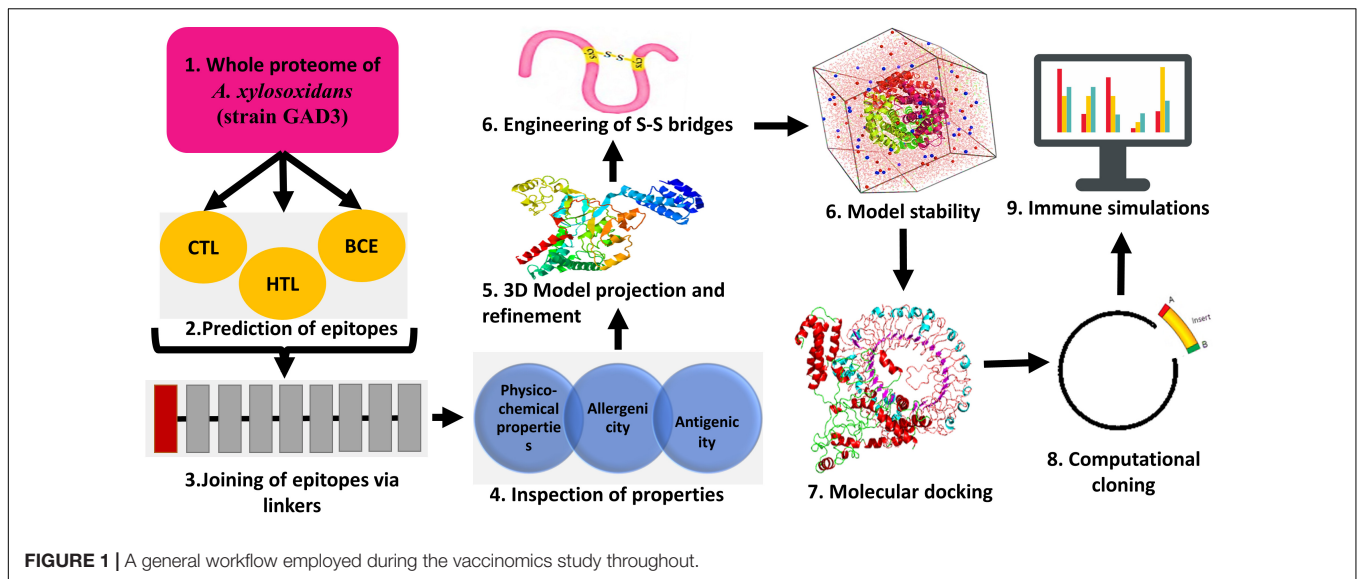 1. Whole proteome of
A. xylosoxidans
(strain GAD3)
CTL
HTL
BCE
2.Prediction of epitopes
3.Joining of epitopes via
linkers
Physico-
chemical
propertie
s
Allergeni
city
Antigenic
ity
4. Inspection of properties
5. 3D Model projection and
refinement
CYS
S
S
CYS
6. Engineering of S-S bridges
6. Model stability
7. Molecular docking
A
Insert
B
8. Computational
cloning
9. Immune simulations
FIGURE 1 | A general workflow employed during the vaccinomics study throughout.